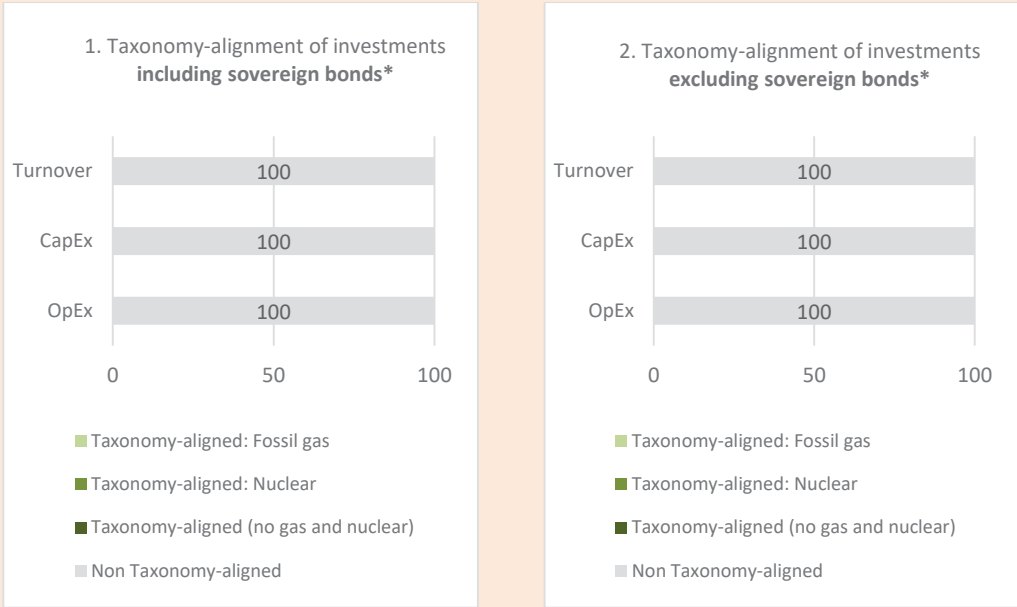 1. Taxonomy-alignment of investments
including sovereign bonds*
Turnover
100
CapEx
100
OpEx
100
0
50
100
Taxonomy-aligned: Fossil gas
Taxonomy-aligned: Nuclear
Taxonomy-aligned (no gas and nuclear)
Non Taxonomy-aligned
2. Taxonomy-alignment of investments
excluding sovereign bonds*
Turnover
100
CapEx
100
OpEx
100
0
50
100
Taxonomy-aligned: Fossil gas
Taxonomy-aligned: Nuclear
Taxonomy-aligned (no gas and nuclear)
Non Taxonomy-aligned